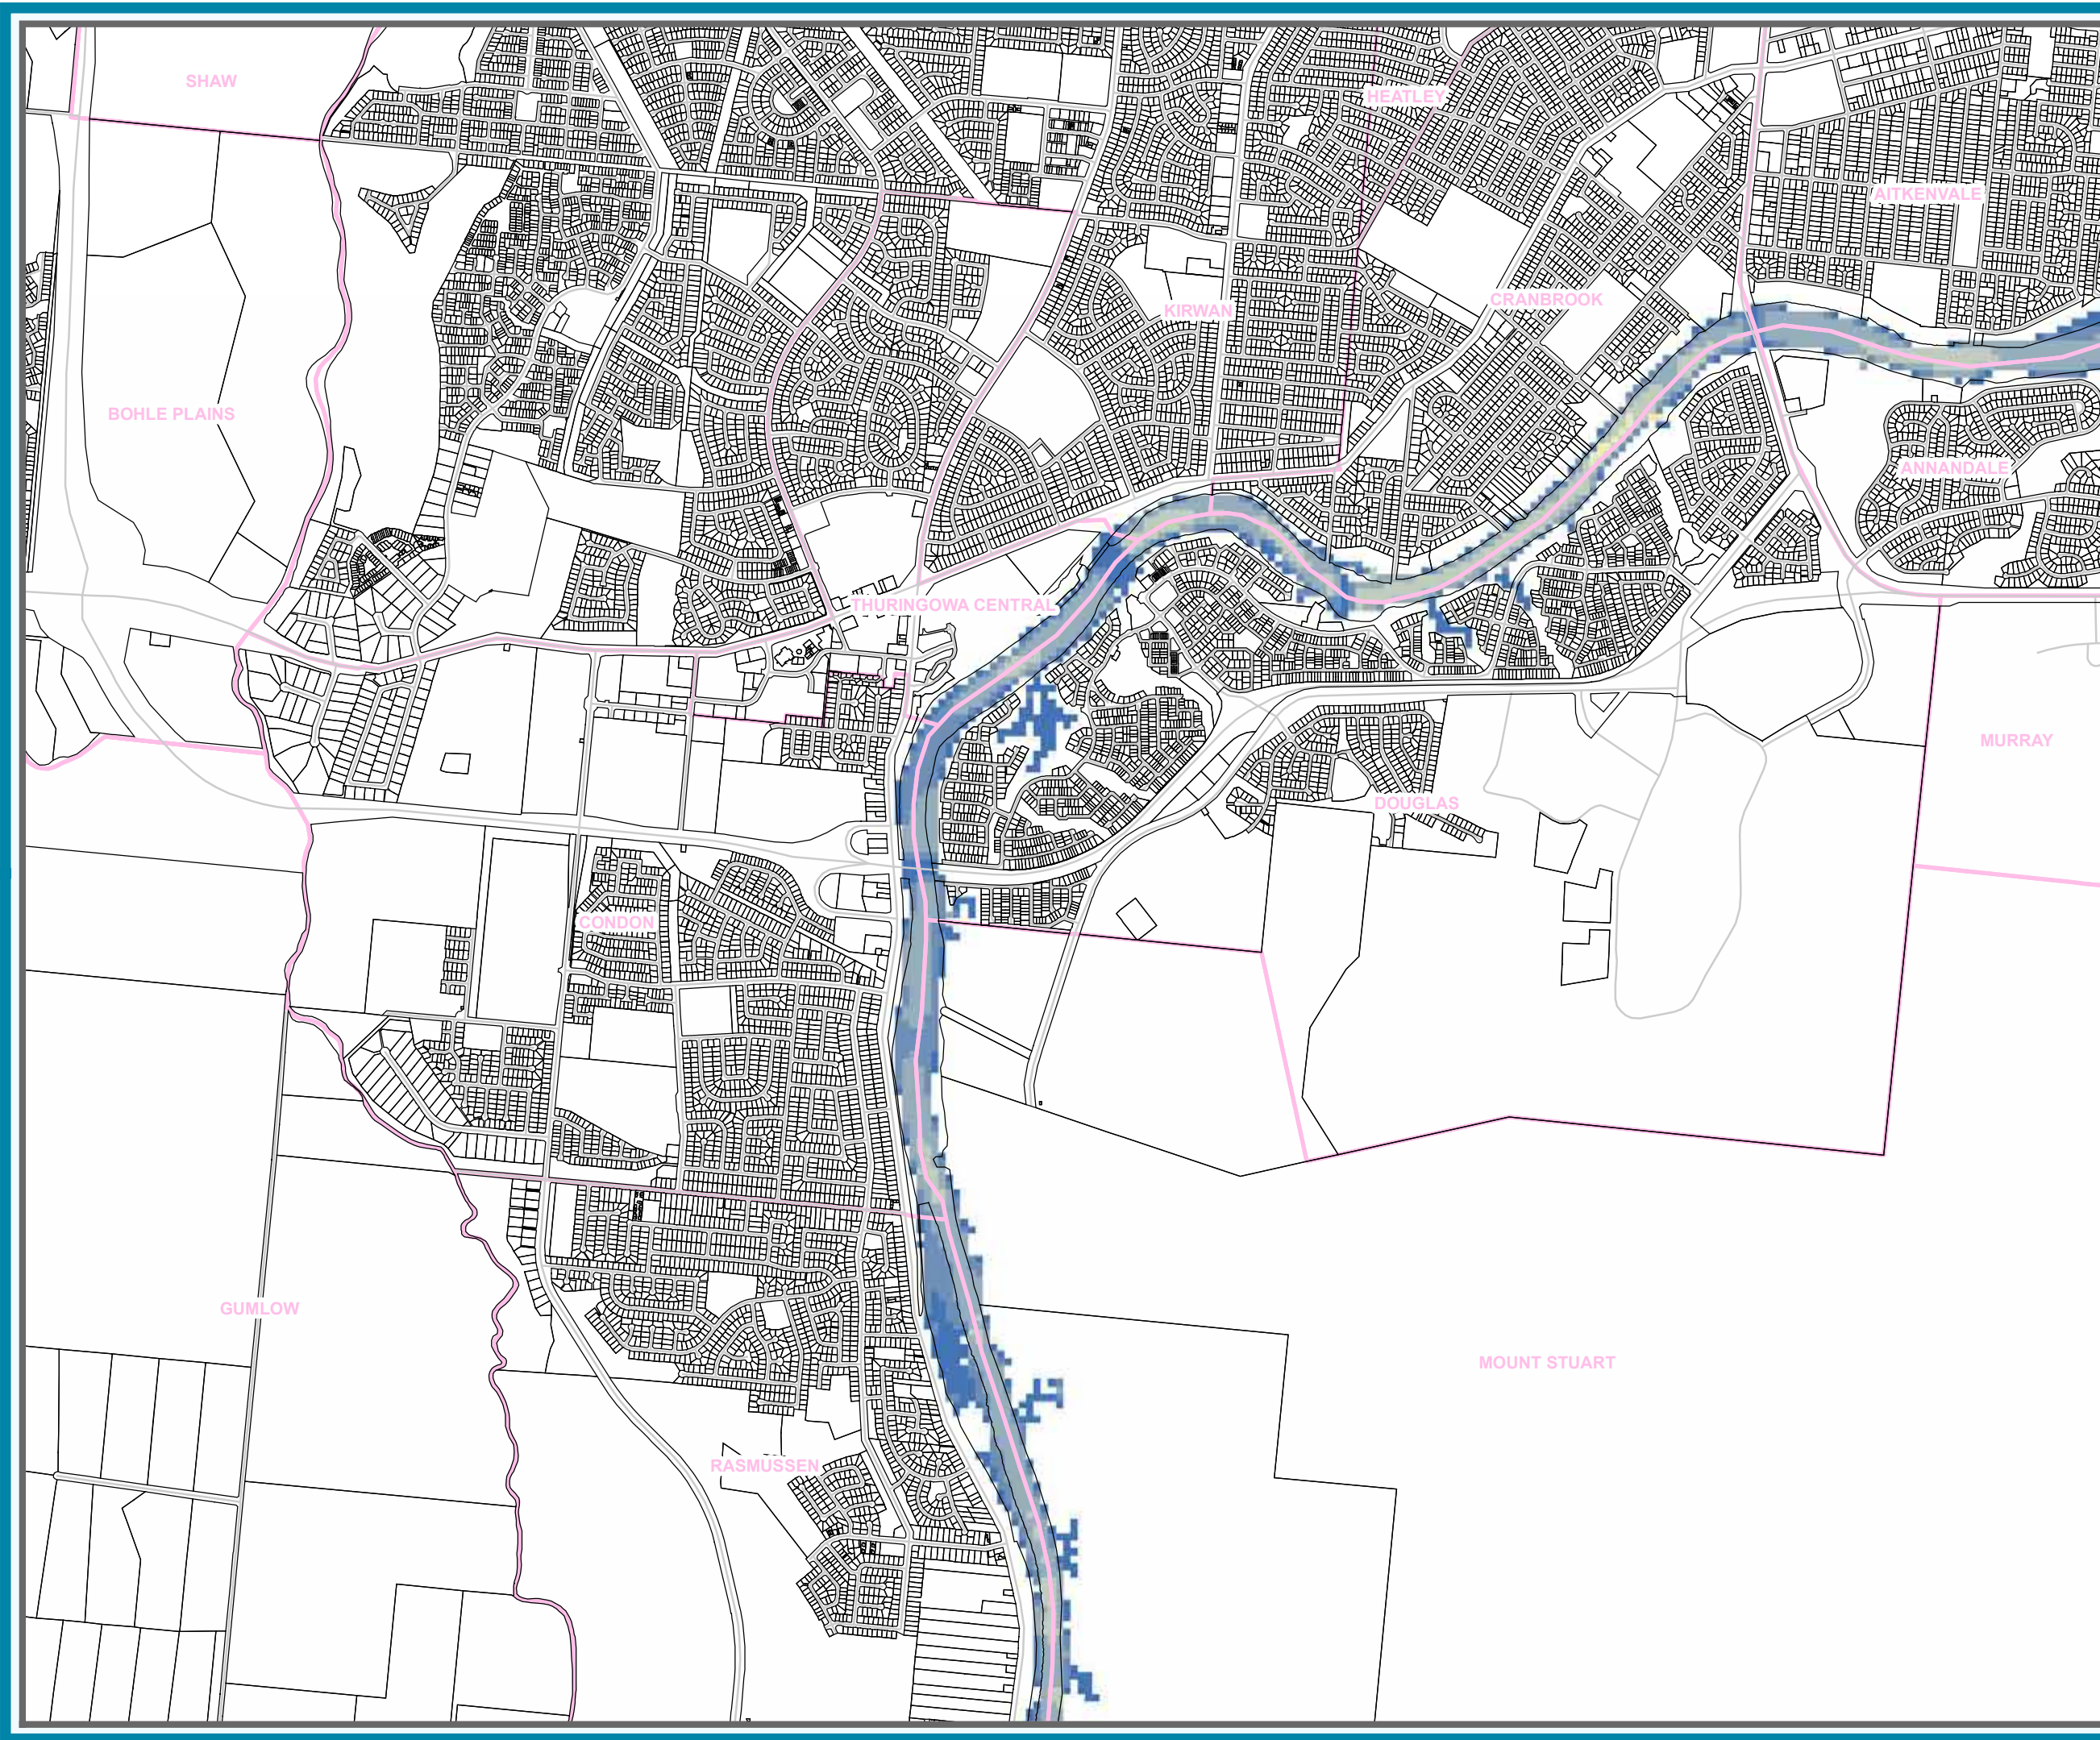 SHAW
HEATLEY
AITKENVALE
CRANBROOK
KIRWAN
BOHLE PLAINS
ANNANDALE
THURINGOWA CENTRAL
MURRAY
DOUGLAS
CONDON
GUMLOW
MOUNT STUART
RASMUSSEN